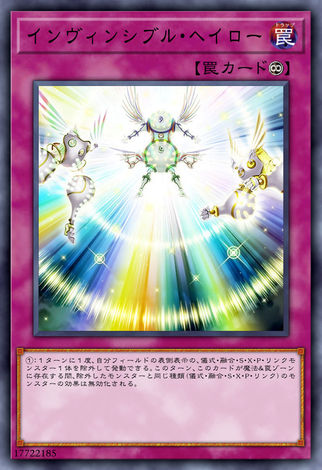 インヴィンシブル・ヘイロー
トラップ
罠
【罠カード】
①:1ターンに1度、自分フィールドの表側表示の、儀式・融合・S・X・P・リンクモ
ンスター1体を除外して発動できる。このターン、このカードが魔法&罠ゾーン
に存在する間、除外したモンスターと同じ種類(儀式・融合・S・X・P・リンク)のモ
ンスターの効果は無効化される。
17722185